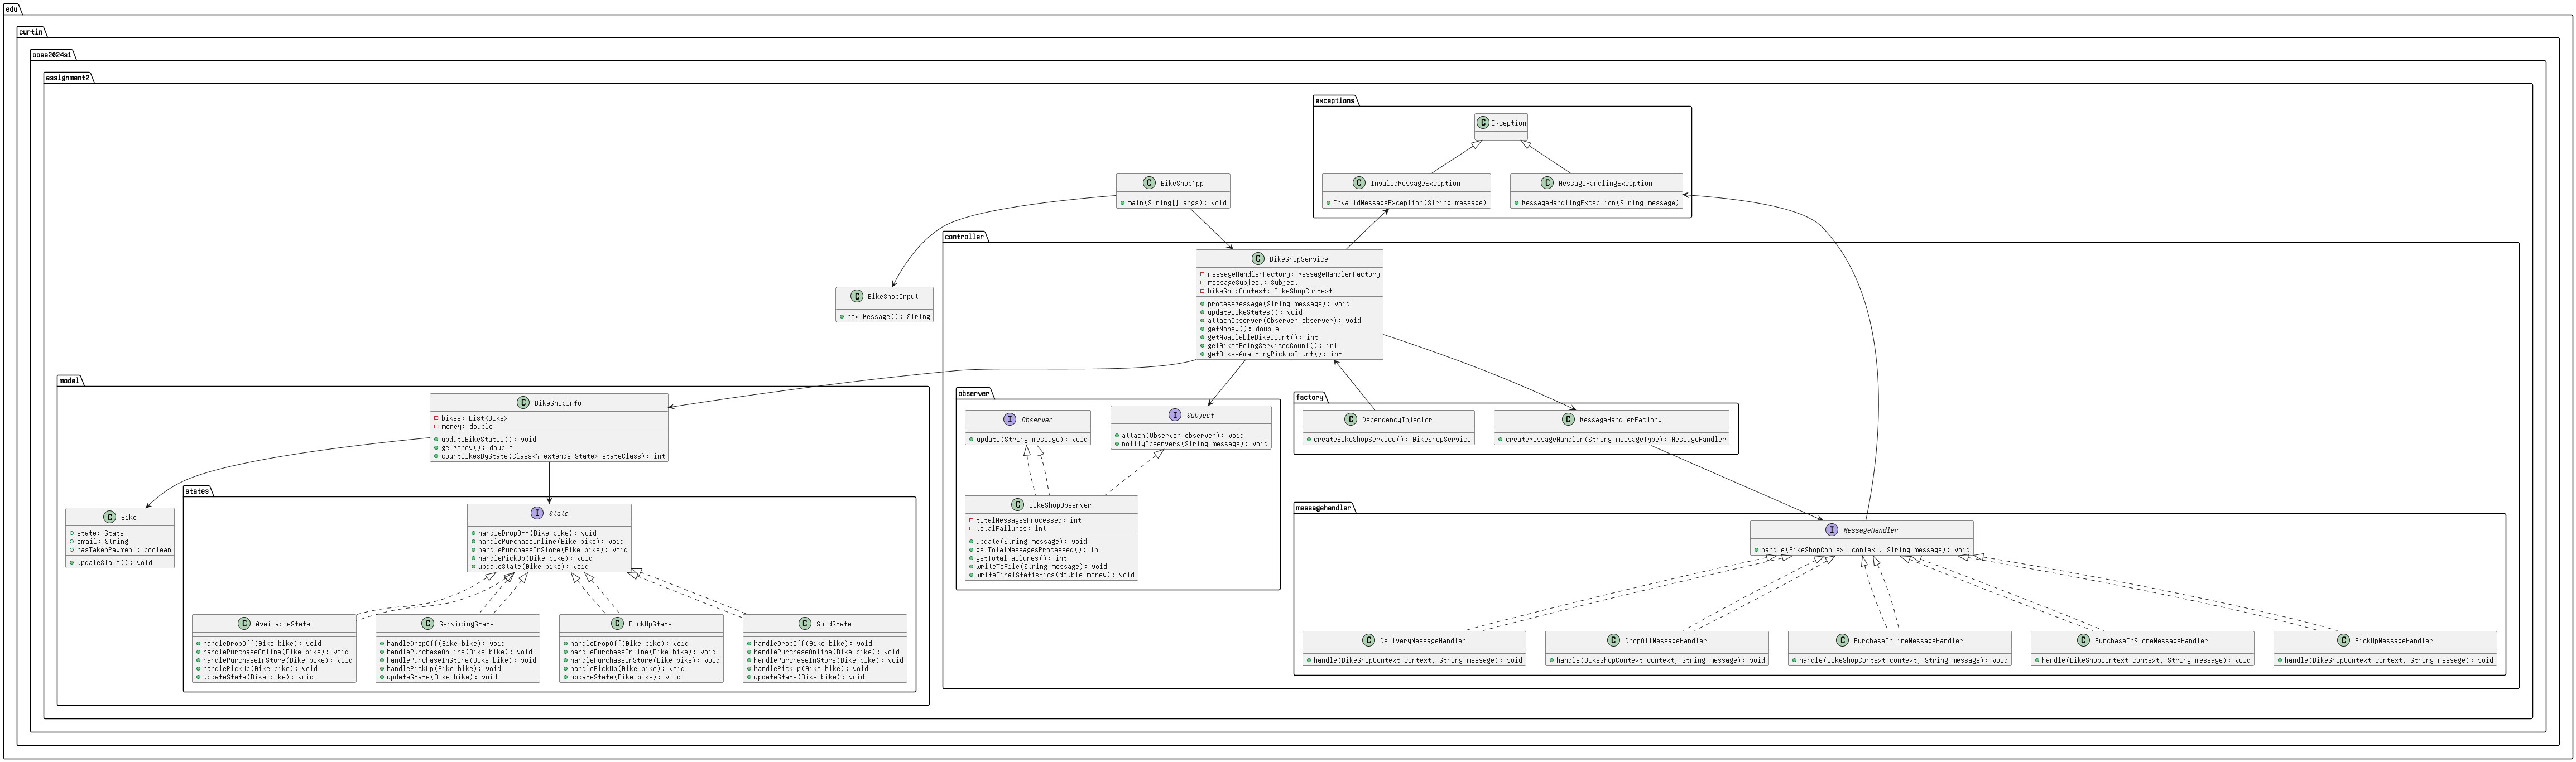 edu
curtin
oose2024s1
assignment2
exceptions
C Exception
C InvalidMessageException
InvalidMessageException(String message)
C MessageHandlingException
MessageHandlingException(String message)
C BikeShopApp
main(String[] args): void
C BikeShopInput
nextMessage(): String
controller
C BikeShopService
messageHandlerFactory: MessageHandlerFactory
messageSubject: Subject
bikeShopContext: BikeShopContext
processMessage(String message): void
updateBikeStates(): void
attachObserver(Observer observer): void
getMoney(): double
getAvailableBikeCount(): int
getBikesBeingServicedCount(): int
getBikesAwaitingPickupCount(): int
observer
I Observer
update(String message): void
I Subject
attach(Observer observer): void
notifyObservers(String message): void
C BikeShopObserver
totalMessagesProcessed: int
totalFailures: int
update(String message): void
getTotalMessagesProcessed(): int
getTotalFailures(): int
writeToFile(String message): void
writeFinalStatistics(double money): void
factory
C DependencyInjector
createBikeShopService(): BikeShopService
C MessageHandlerFactory
createMessageHandler(String messageType): MessageHandler
messagehandler
I MessageHandler
handle(BikeShopContext context, String message): void
C DeliveryMessageHandler
handle(BikeShopContext context, String message): void
C DropOffMessageHandler
handle(BikeShopContext context, String message): void
C PurchaseOnlineMessageHandler
handle(BikeShopContext context, String message): void
C PurchaseInStoreMessageHandler
handle(BikeShopContext context, String message): void
C PickUpMessageHandler
handle(BikeShopContext context, String message): void
model
C BikeShopInfo
bikes: List<Bike>
money: double
updateBikeStates(): void
getMoney(): double
countBikesByState(Class<? extends State> stateClass): int
C Bike
state: State
email: String
hasTakenPayment: boolean
updateState(): void
states
I State
handleDropOff(Bike bike): void
handlePurchaseOnline(Bike bike): void
handlePurchaseInStore(Bike bike): void
handlePickUp(Bike bike): void
updateState(Bike bike): void
C AvailableState
handleDropOff(Bike bike): void
handlePurchaseOnline(Bike bike): void
handlePurchaseInStore(Bike bike): void
handlePickUp(Bike bike): void
updateState(Bike bike): void
C ServicingState
handleDropOff(Bike bike): void
handlePurchaseOnline(Bike bike): void
handlePurchaseInStore(Bike bike): void
handlePickUp(Bike bike): void
updateState(Bike bike): void
C PickUpState
handleDropOff(Bike bike): void
handlePurchaseOnline(Bike bike): void
handlePurchaseInStore(Bike bike): void
handlePickUp(Bike bike): void
updateState(Bike bike): void
C SoldState
handleDropOff(Bike bike): void
handlePurchaseOnline(Bike bike): void
handlePurchaseInStore(Bike bike): void
handlePickUp(Bike bike): void
updateState(Bike bike): void